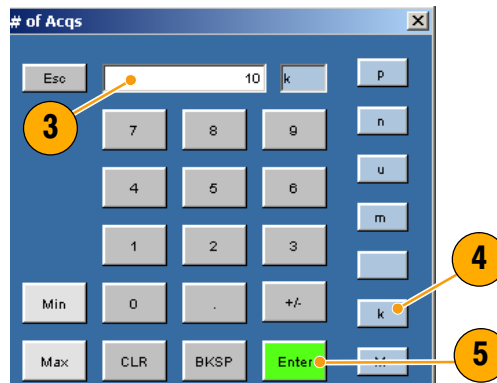 # of Acqs
Esc 10 k p
3
7 8 9 n
4 5 6 u
m
1 2 3
4
Min 0 . +/- k
5
Max CLR BKSP Enter M